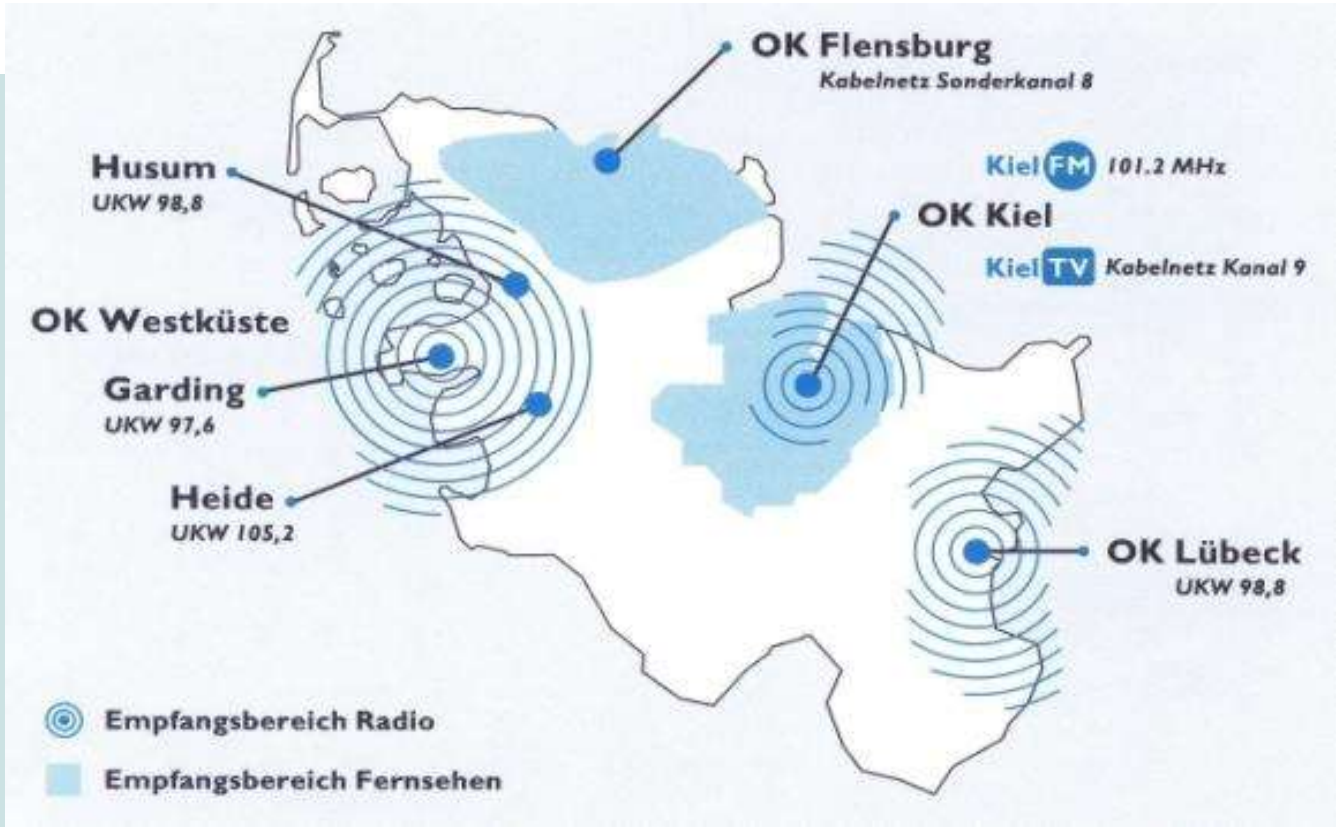 OK Flensburg
Kabelnetz Sonderkanal 8
Husum
UKW 98,8
Kiel FM 101.2 MHz
OK Kiel
Kiel TV Kabelnetz Kanal 9
OK Westküste
Garding
UKW 97,6
Heide
UKW 105,2
OK Lübeck
UKW 98,8
Empfangsbereich Radio
Empfangsbereich Fernsehen